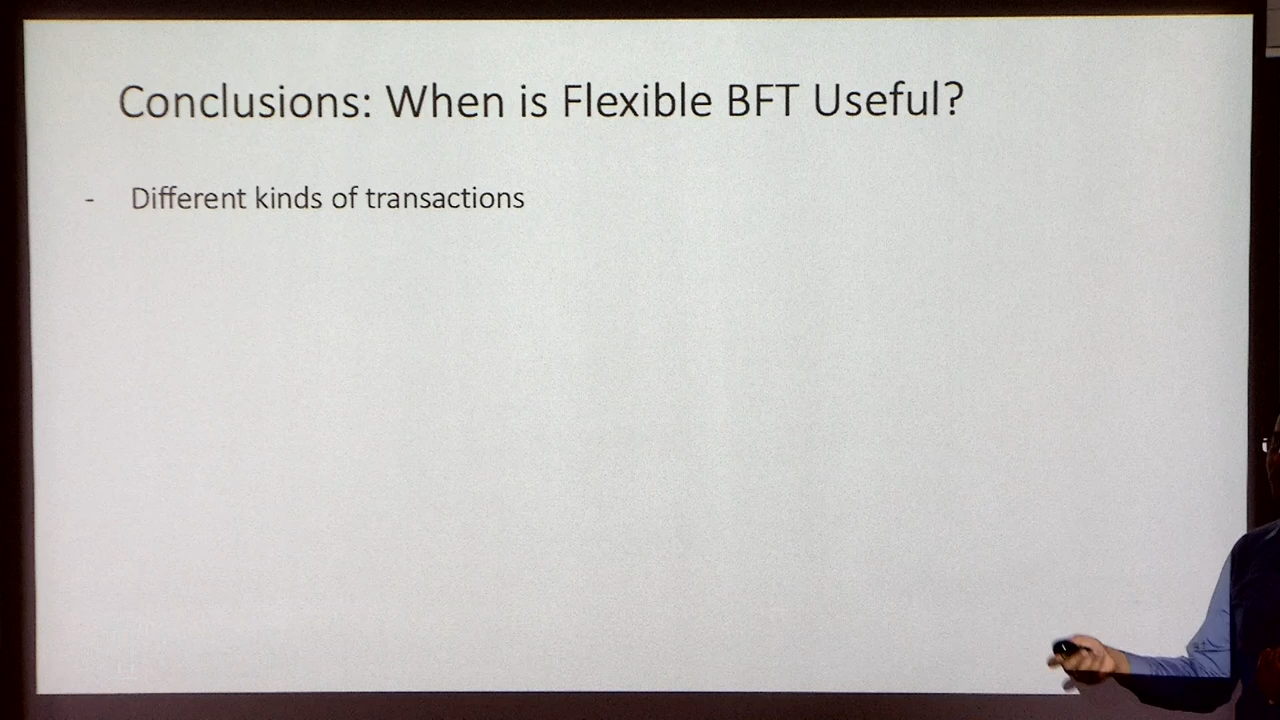 Conclusions: When is Flexible BFT Useful?
- Different kinds of transactions